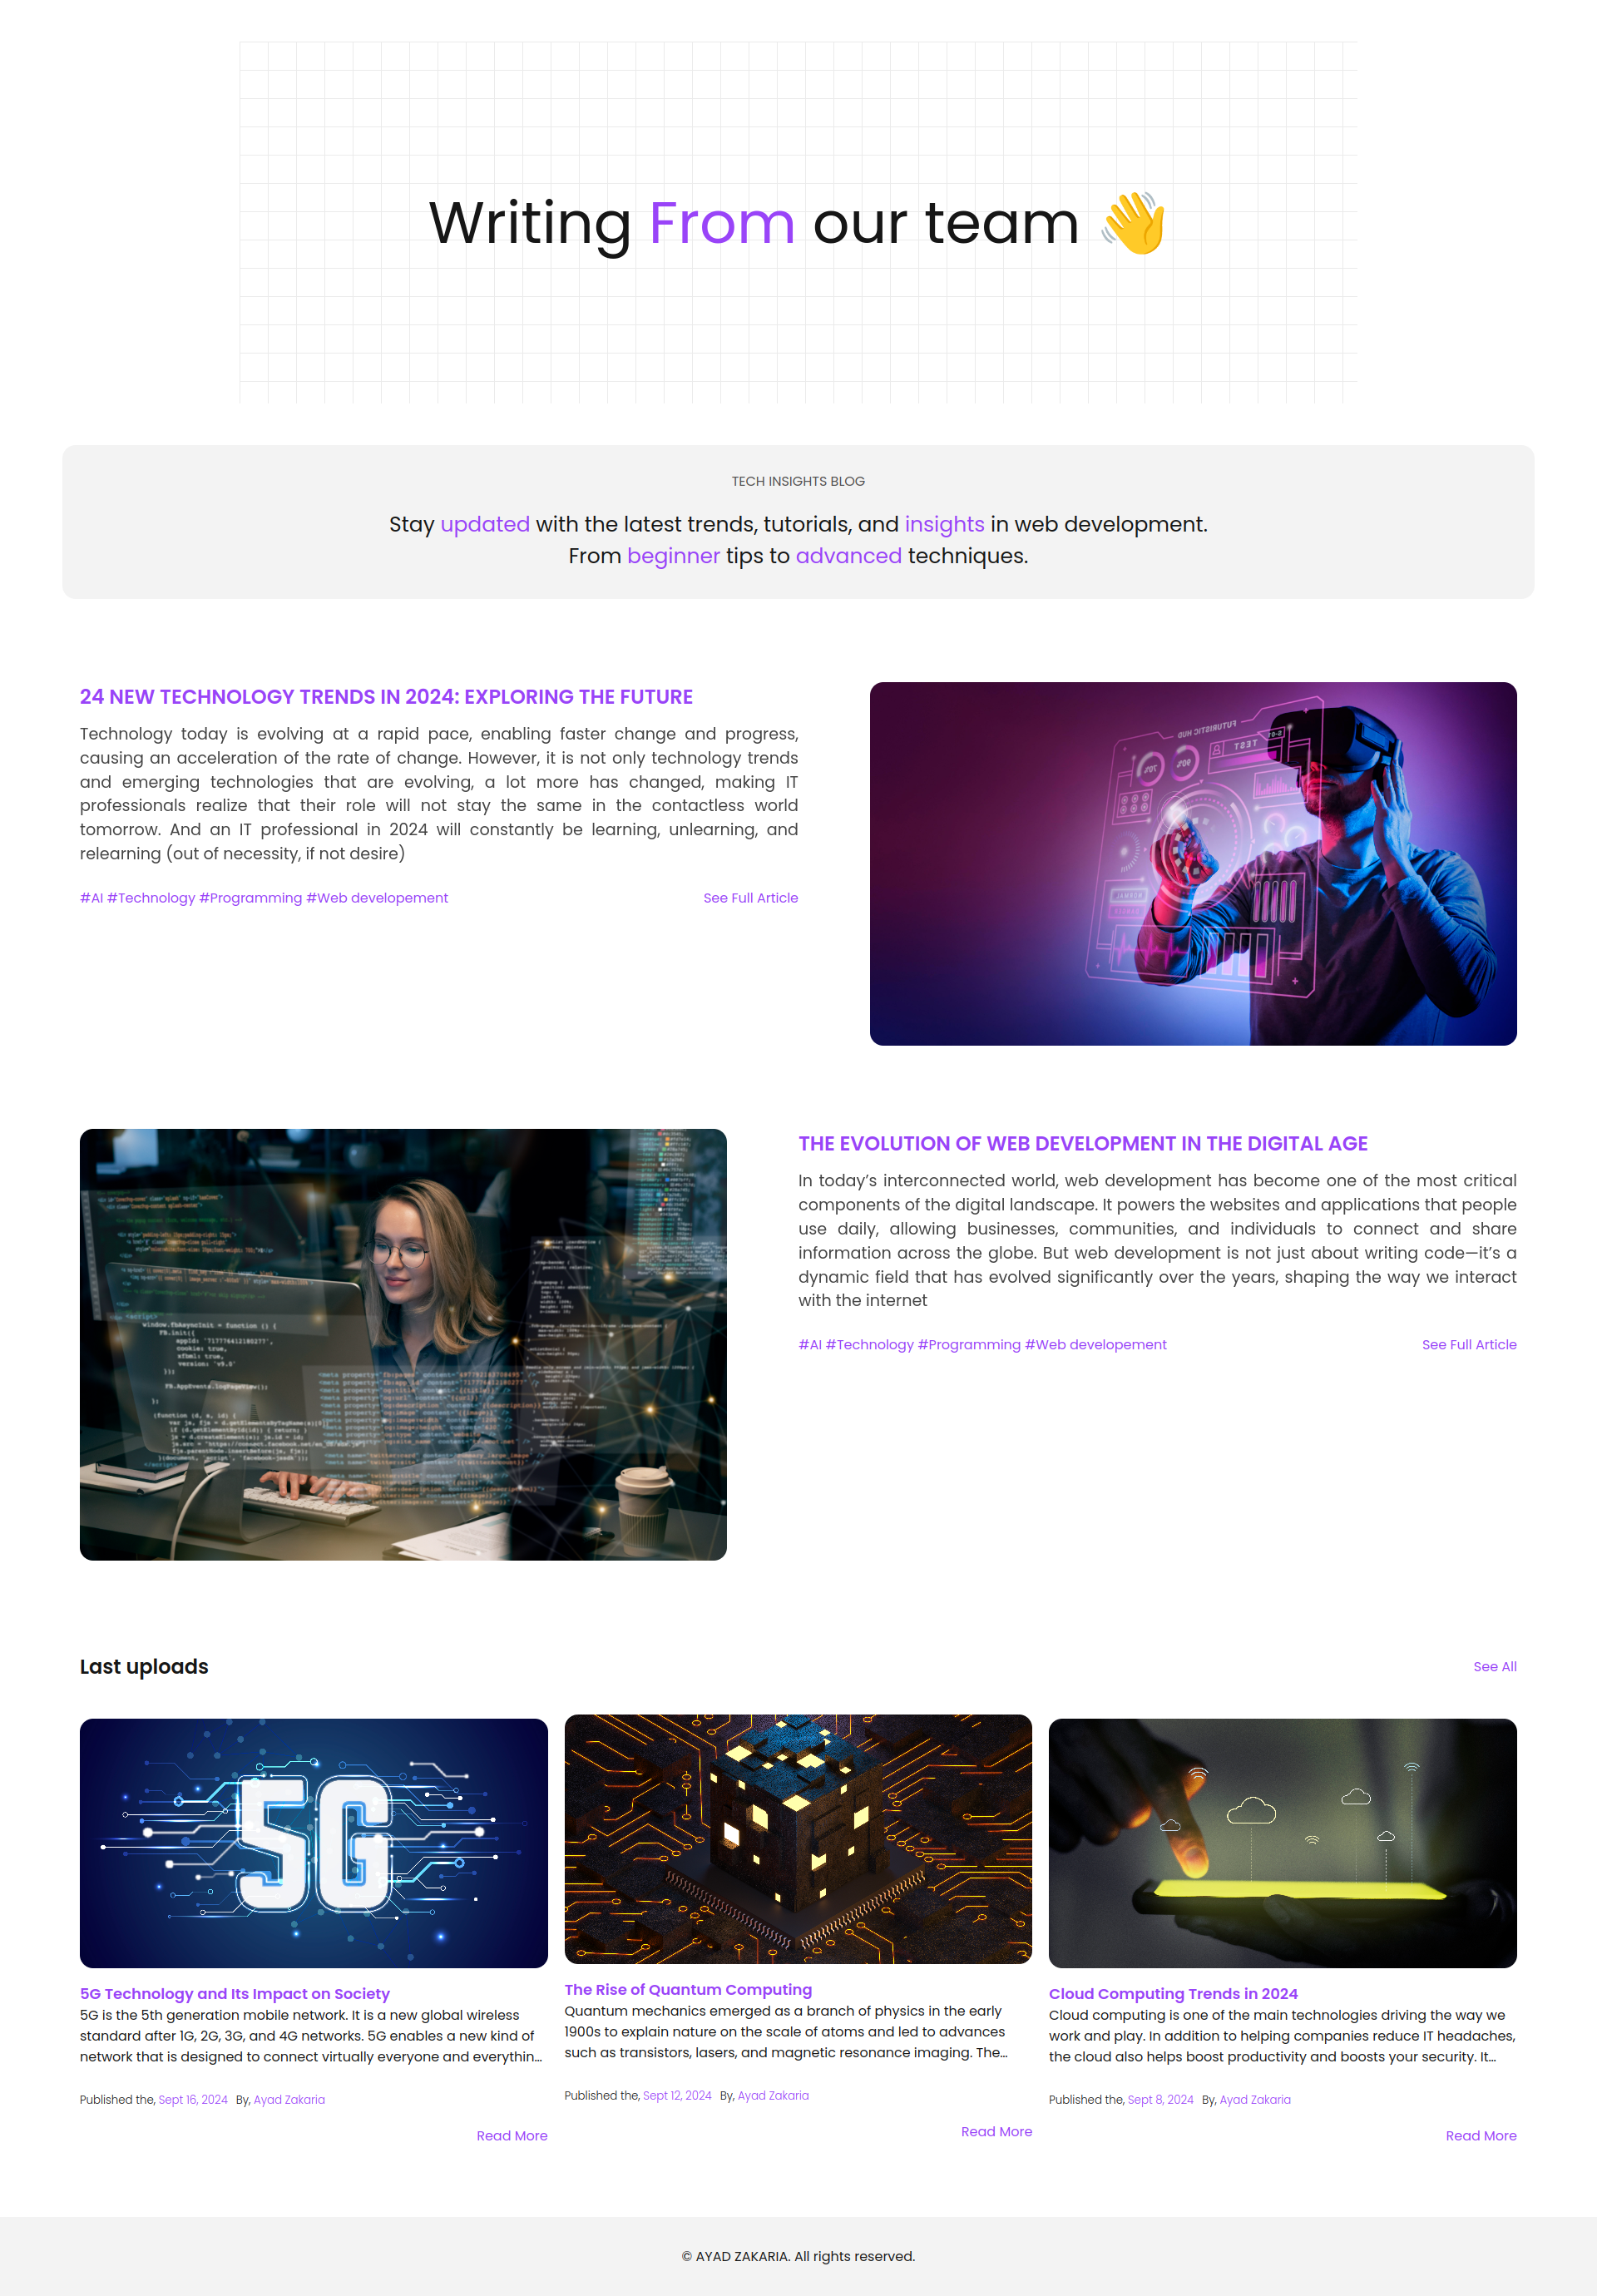 Writing From our team 👋
TECH INSIGHTS BLOG
Stay updated with the latest trends, tutorials, and insights in web development.
From beginner tips to advanced techniques.
24 NEW TECHNOLOGY TRENDS IN 2024: EXPLORING THE FUTURE
Technology today is evolving at a rapid pace, enabling faster change and progress,
causing an acceleration of the rate of change. However, it is not only technology trends
and emerging technologies that are evolving, a lot more has changed, making IT
professionals realize that their role will not stay the same in the contactless world
tomorrow. And an IT professional in 2024 will constantly be learning, unlearning, and
relearning (out of necessity, if not desire)
#AI #Technology #Programming #Web developement
See Full Article
THE EVOLUTION OF WEB DEVELOPMENT IN THE DIGITAL AGE
In today’s interconnected world, web development has become one of the most critical
components of the digital landscape. It powers the websites and applications that people
use daily, allowing businesses, communities, and individuals to connect and share
information across the globe. But web development is not just about writing code—it’s a
dynamic field that has evolved significantly over the years, shaping the way we interact
with the internet
#AI #Technology #Programming #Web developement
See Full Article
Last uploads
See All
5G
5G Technology and Its Impact on Society
5G is the 5th generation mobile network. It is a new global wireless
standard after 1G, 2G, 3G, and 4G networks. 5G enables a new kind of
network that is designed to connect virtually everyone and everythin...
Published the, Sept 16, 2024 By, Ayad Zakaria
Read More
The Rise of Quantum Computing
Quantum mechanics emerged as a branch of physics in the early
1900s to explain nature on the scale of atoms and led to advances
such as transistors, lasers, and magnetic resonance imaging. The...
Published the, Sept 12, 2024 By, Ayad Zakaria
Read More
Cloud Computing Trends in 2024
Cloud computing is one of the main technologies driving the way we
work and play. In addition to helping companies reduce IT headaches,
the cloud also helps boost productivity and boosts your security. It...
Published the, Sept 8, 2024 By, Ayad Zakaria
Read More
© AYAD ZAKARIA. All rights reserved.